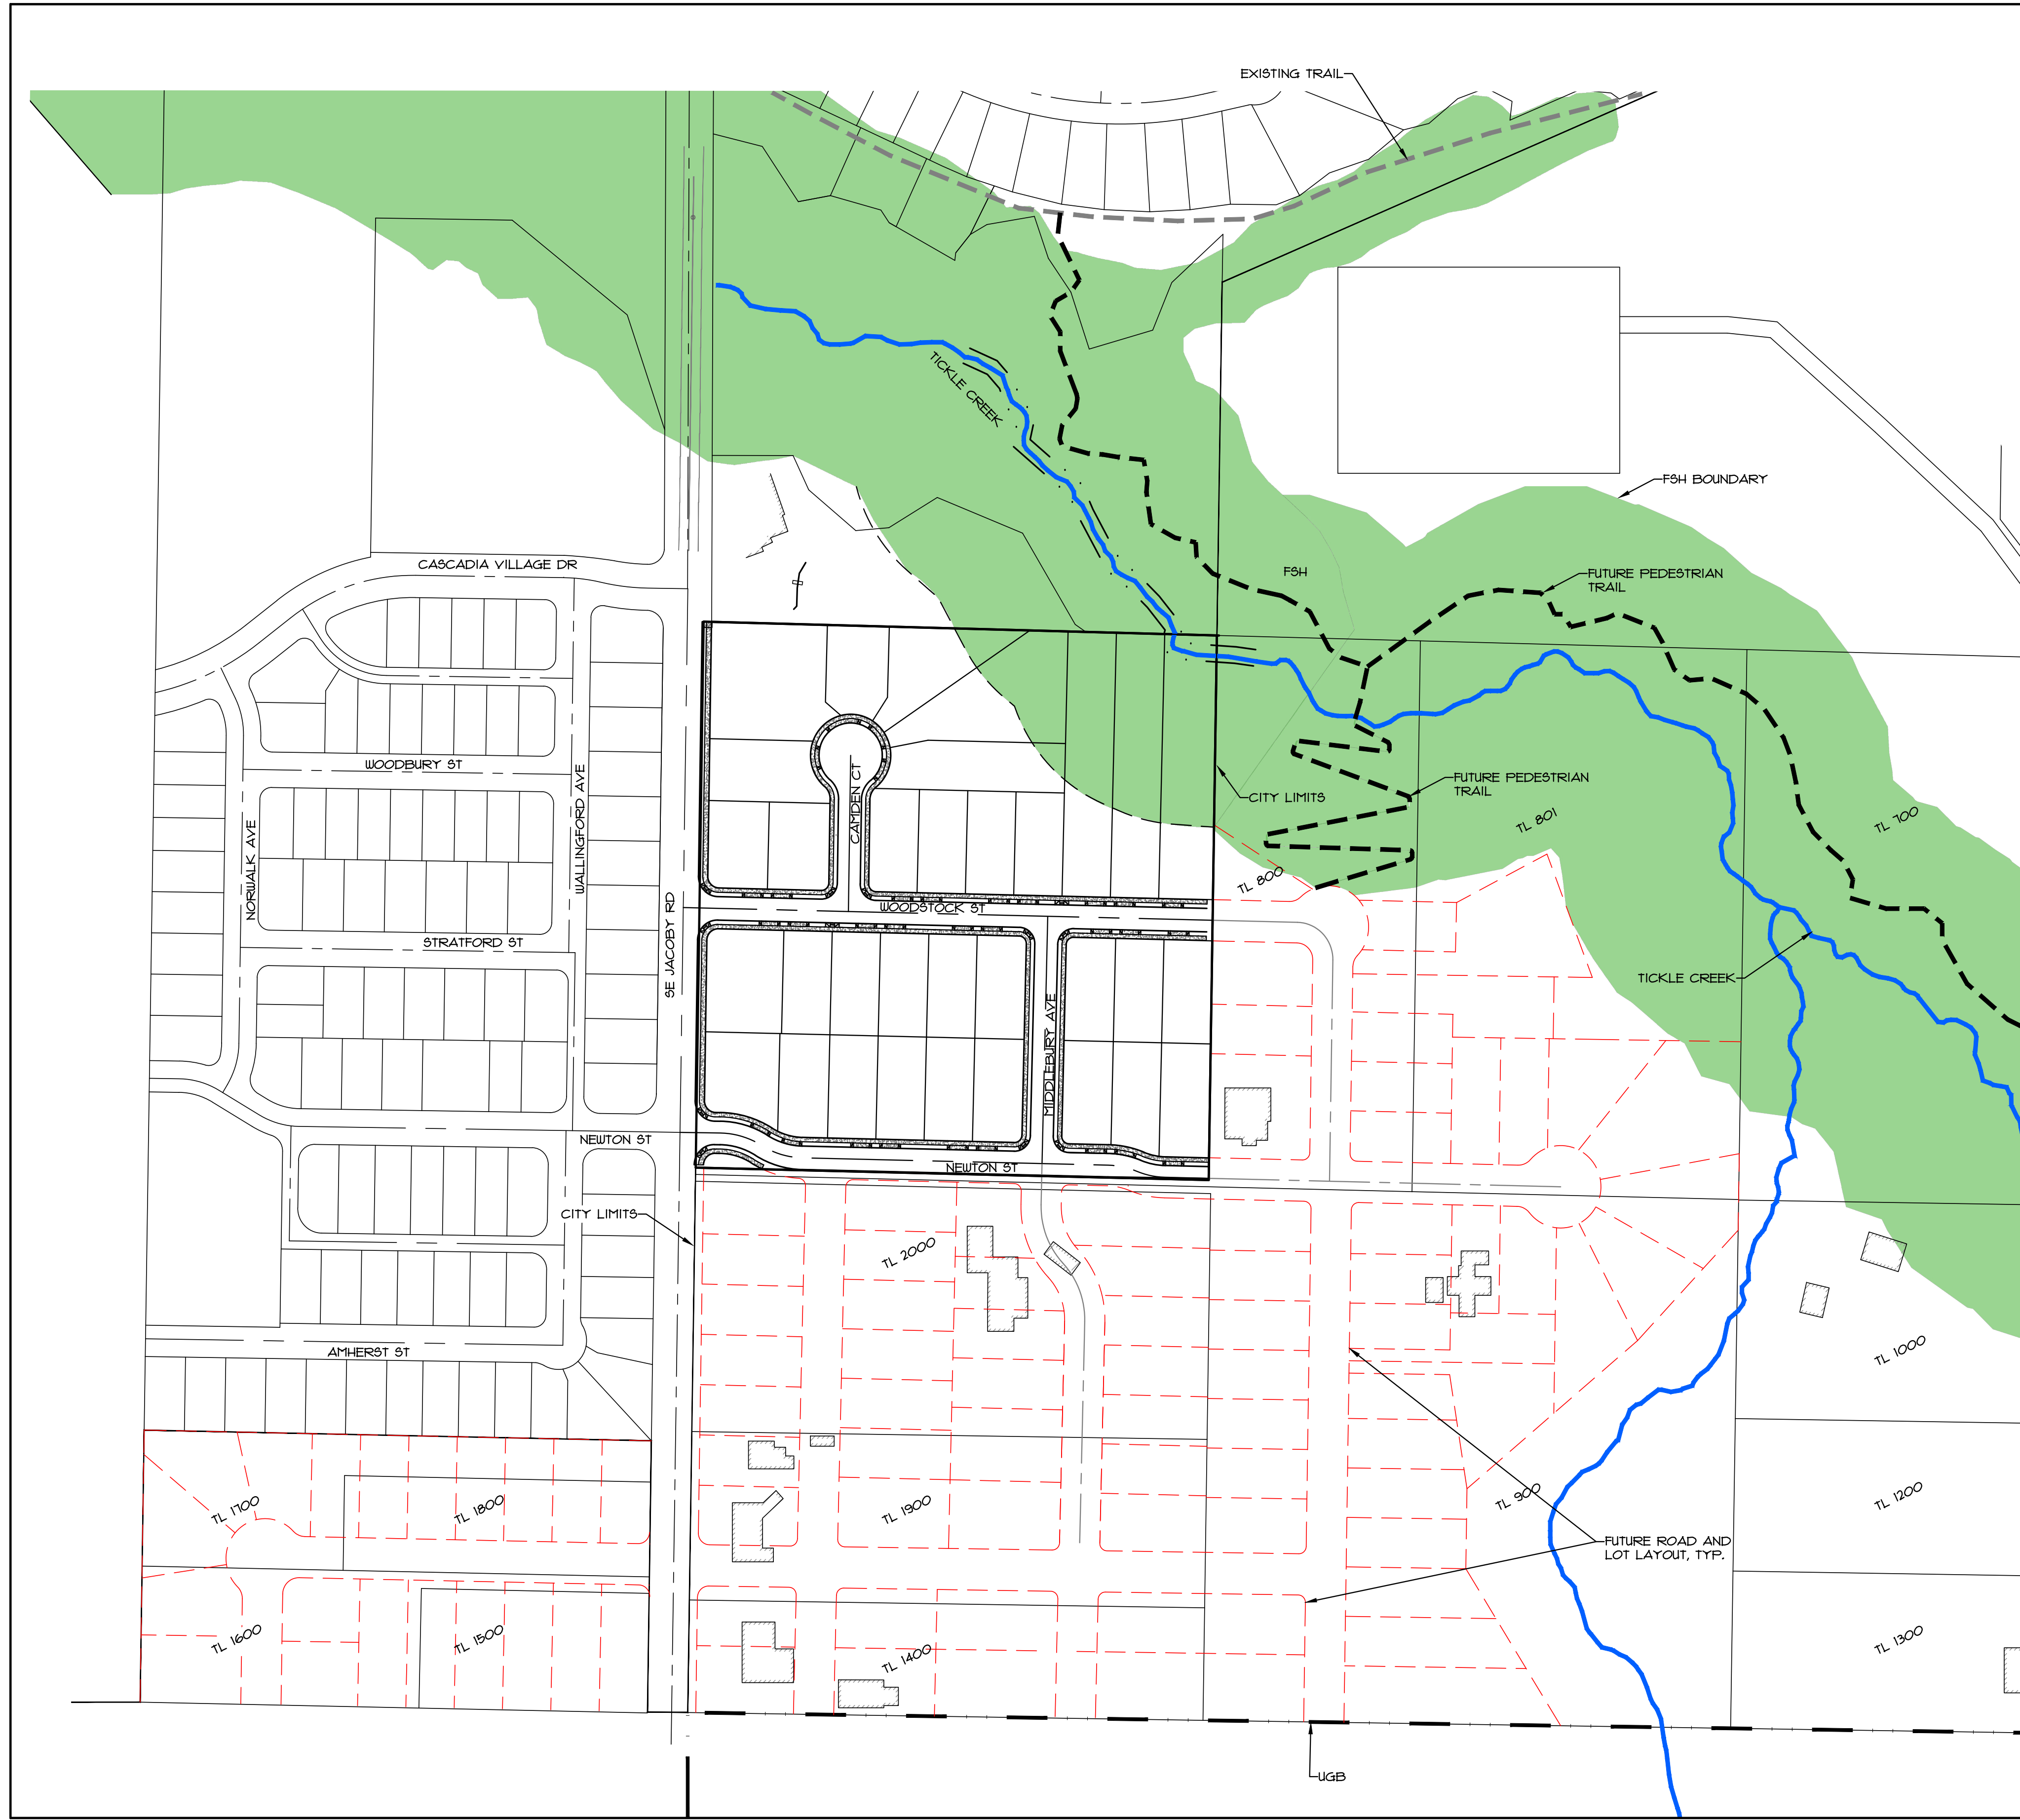 EXISTING TRAIL
TICKLE CREEK
FSH BOUNDARY
CASCADIA VILLAGE DR
FSH
FUTURE PEDESTRIAN
TRAIL
WOODBURY ST
WALLINGFORD AVE
NORWALK AVE
CAMDEN CT
CITY LIMITS
FUTURE PEDESTRIAN
TRAIL
TL 801
TL 700
TL 800
WOODSTOCK ST
STRATFORD ST
SE JACOBY RD
TICKLE CREEK
MIDDLEBURY AVE
NEWTON ST
NEWTON ST
CITY LIMITS
TL 2000
AMHERST ST
TL 1000
TL 1700
TL 1800
TL 1900
TL 900
TL 1200
FUTURE ROAD AND
LOT LAYOUT, TYP.
TL 1600
TL 1500
TL 1400
TL 1300
UGB